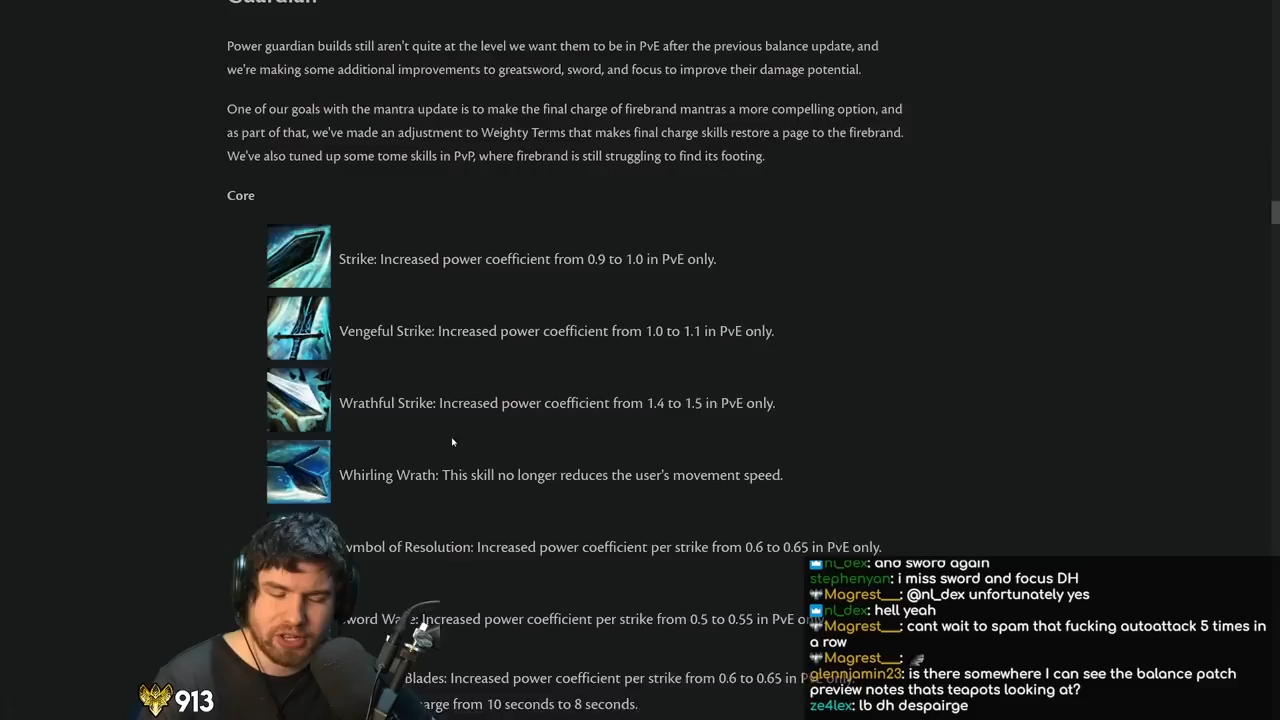 Guardian
Power guardian builds still aren't quite at the level we want them to be in PvE after the previous balance update, and
we're making some additional improvements to greatsword, sword, and focus to improve their damage potential.
One of our goals with the mantra update is to make the final charge of firebrand mantras a more compelling option, and
as part of that, we've made an adjustment to Weighty Terms that makes final charge skills restore a page to the firebrand.
We've also tuned up some tome skills in PvP, where firebrand is still struggling to find its footing.
Core
Strike: Increased power coefficient from 0.9 to 1.0 in PvE only.
Vengeful Strike: Increased power coefficient from 1.0 to 1.1 in PvE only.
Wrathful Strike: Increased power coefficient from 1.4 to 1.5 in PvE only.
Whirling Wrath: This skill no longer reduces the user's movement speed.
ymbol of Resolution: Increased power coefficient per strike from 0.6 to 0.65 in PvE only.
word Wave: Increased power coefficient per strike from 0.5 to 0.55 in PvE on
Blades: Increased power coefficient per strike from 0.6 to 0.65 in PvE only.
arge from 10 seconds to 8 seconds.
913
nl_dex: and sword again
stephenyan: i miss sword and focus DH
Magrest__: @nl_dex unfortunately yes
nl_dex: hell yeah
Magrest__: cant wait to spam that fucking autoattack 5 times in
a row
Magrest__:
glennjamin23: is there somewhere I can see the balance patch
preview notes thats teapots looking at?
ze4lex: lb dh despairge